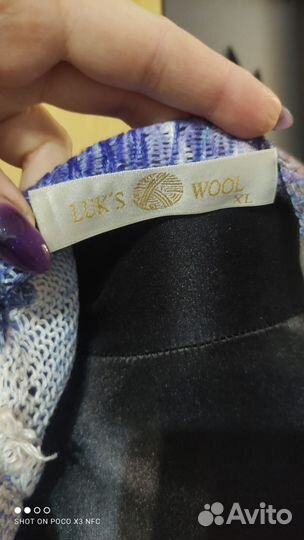 LUK'S WOOL
XL
SHOT ON POCO X3 NFC
Avito